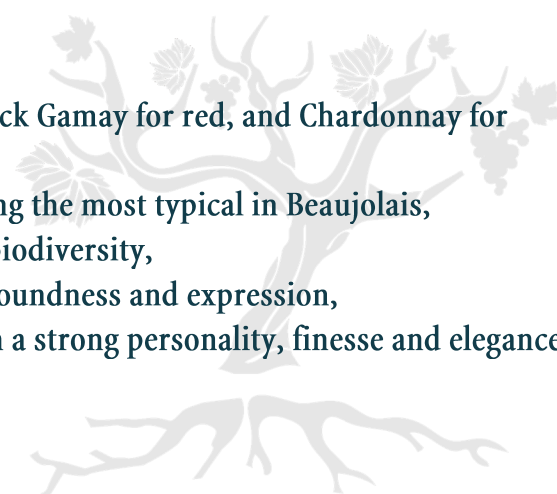 ck Gamay for red, and Chardonnay for
ng the most typical in Beaujolais,
iodiversity,
oundness and expression,
a strong personality, finesse and elegance